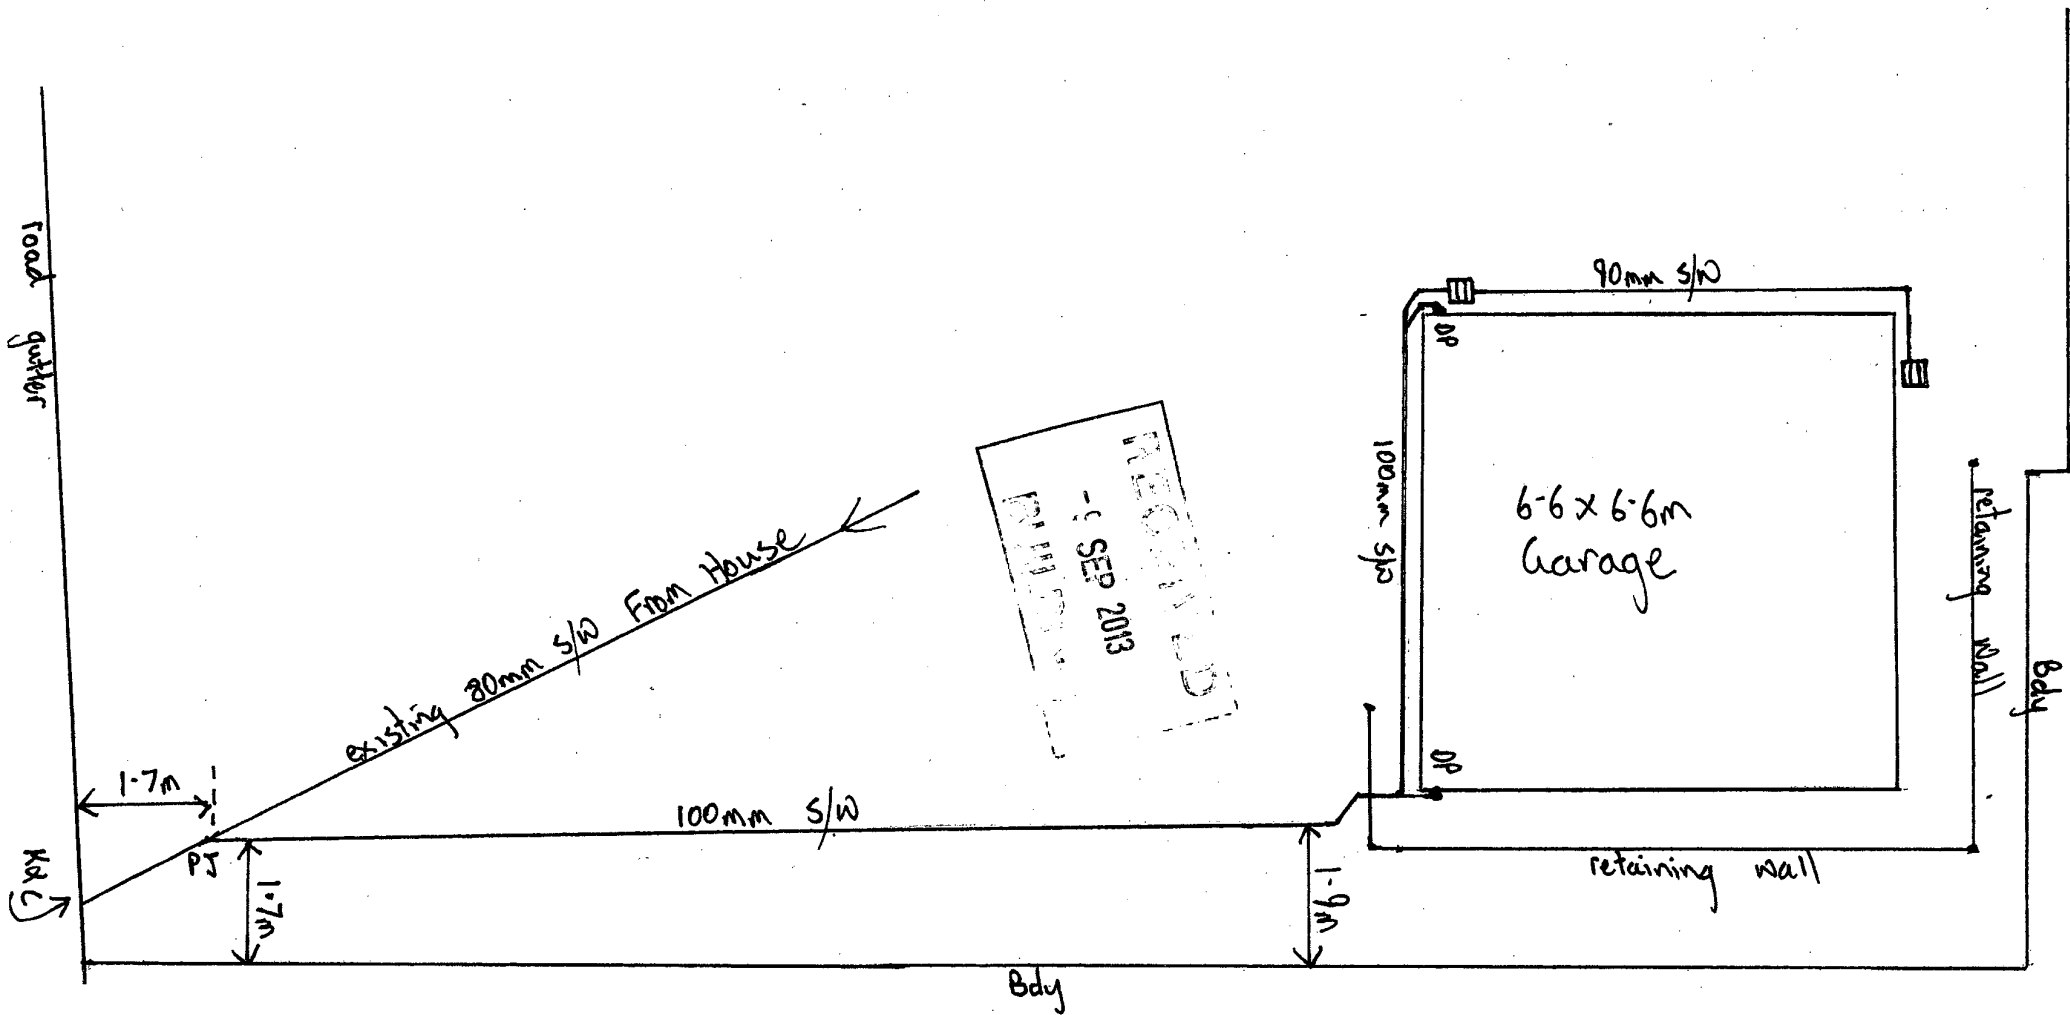 road gutter
90mm S/W
DP
100mm S/W
6.6 x 6.6m
Garage
retaining wall
Bdy
RECEIVED
SEP 2013
existing 80mm S/W From House
1.7m
100mm S/W
DP
PJ
K&C
1.7m
1.9m
retaining wall
Bdy